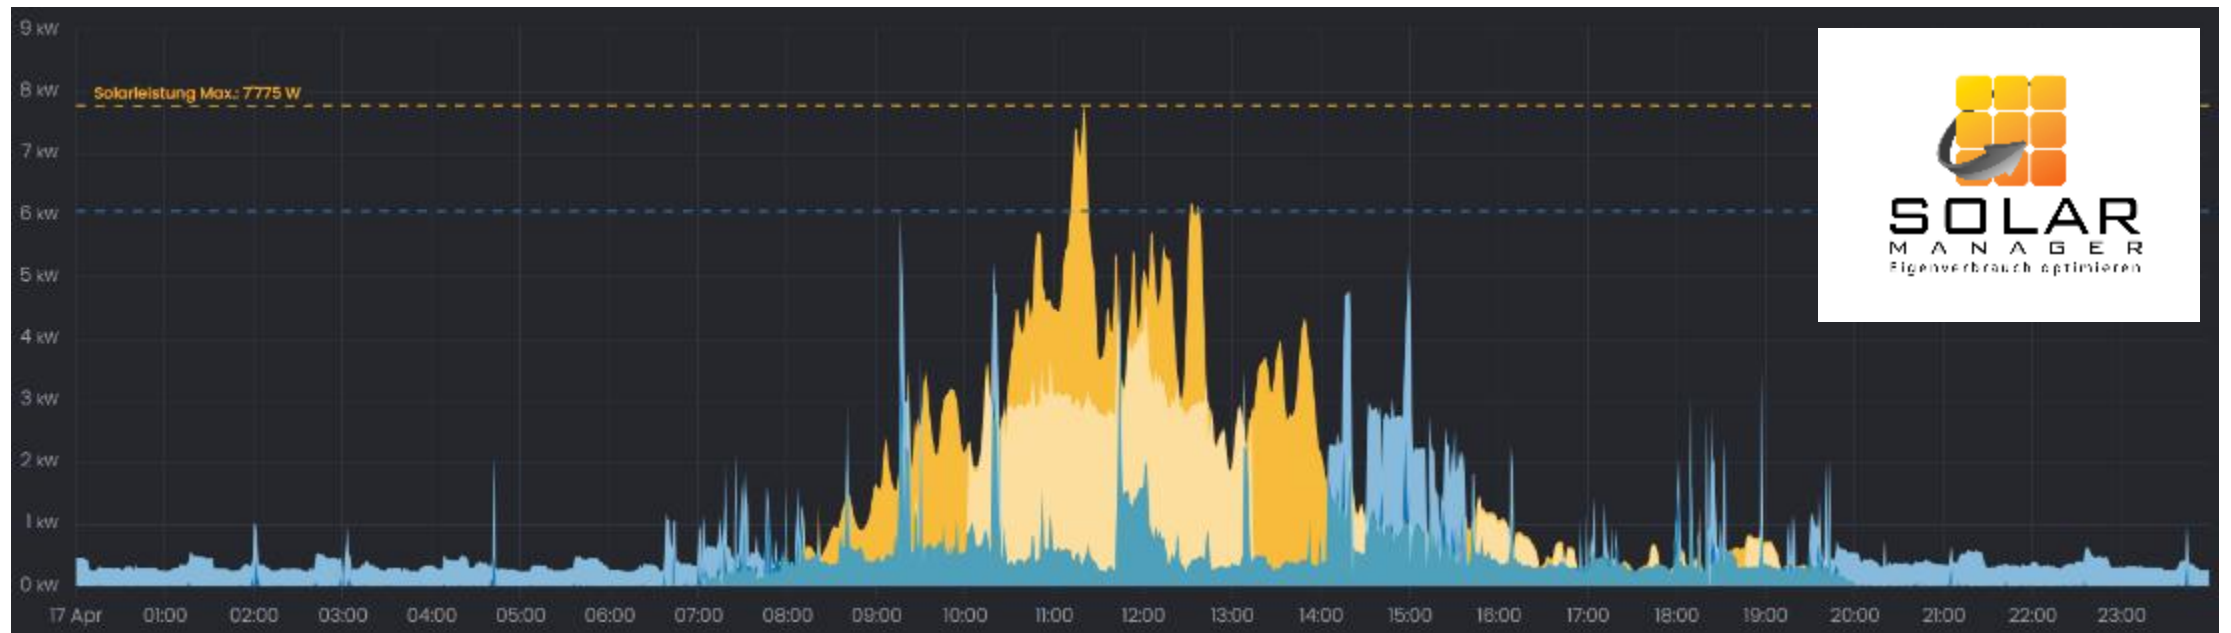 9 kW
8 kW
Solarleistung Max.: 7775 W
7 kW
6 kW
5 kW
4 kW
3 kW
2 kW
1 kW
0 kW
17 Apr 01:00 02:00 03:00 04:00 05:00 06:00 07:00 08:00 09:00 10:00 11:00 12:00 13:00 14:00 15:00 16:00 17:00 18:00 19:00 20:00 21:00 22:00 23:00
SOLAR
MANAGER
Eigenverbrauch optimieren